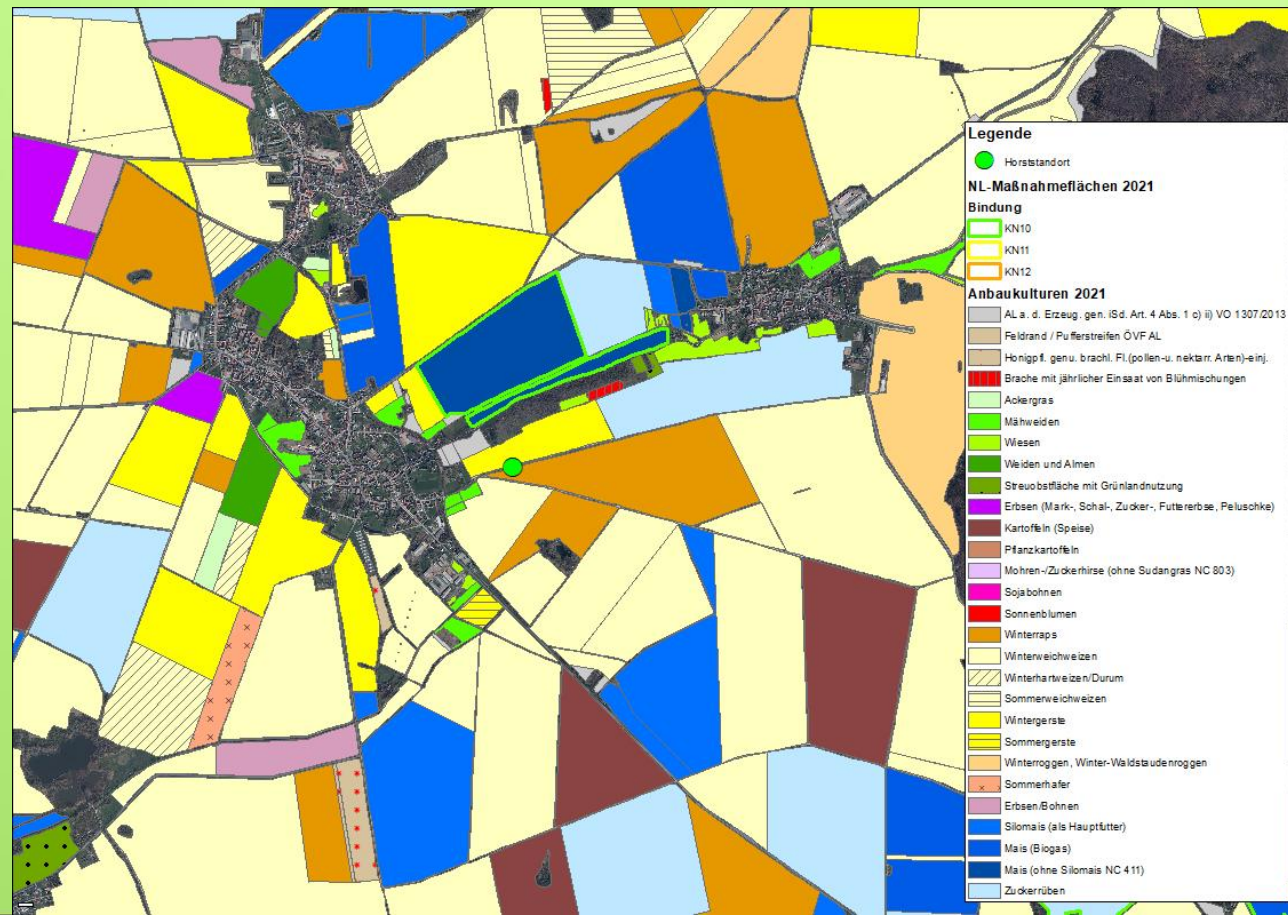 Legende
Horststandort
NL-Maßnahmeflächen 2021
Bindung
KN10
KN11
KN12
Anbaukulturen 2021
AL a. d. Erzeug. gen. iSd. Art. 4 Abs. 1 c) ii) VO 1307/2013
Feldrand / Pufferstreifen ÖVF AL
Honigpfl. genu. brachl. Fl.(pollen-u. nektarr. Arten)-einj.
Brache mit jährlicher Einsaat von Blühmischungen
Ackergras
Mähweiden
Wiesen
Weiden und Almen
Streuobstfläche mit Grünlandnutzung
Erbsen (Mark-, Schal-, Zucker-, Futtererbse, Peluschke)
Kartoffeln (Speise)
Pflanzkartoffeln
Mohren-/Zuckerhirse (ohne Sudangras NC 803)
Sojabohnen
Sonnenblumen
Winterraps
Winterweichweizen
Winterhartweizen/Durum
Sommerweichweizen
Wintergerste
Sommergerste
Winterroggen, Winter-Waldstaudenroggen
Sommerhafer
Erbsen/Bohnen
Silomais (als Hauptfutter)
Mais (Biogas)
Mais (ohne Silomais NC 411)
Zuckerrüben